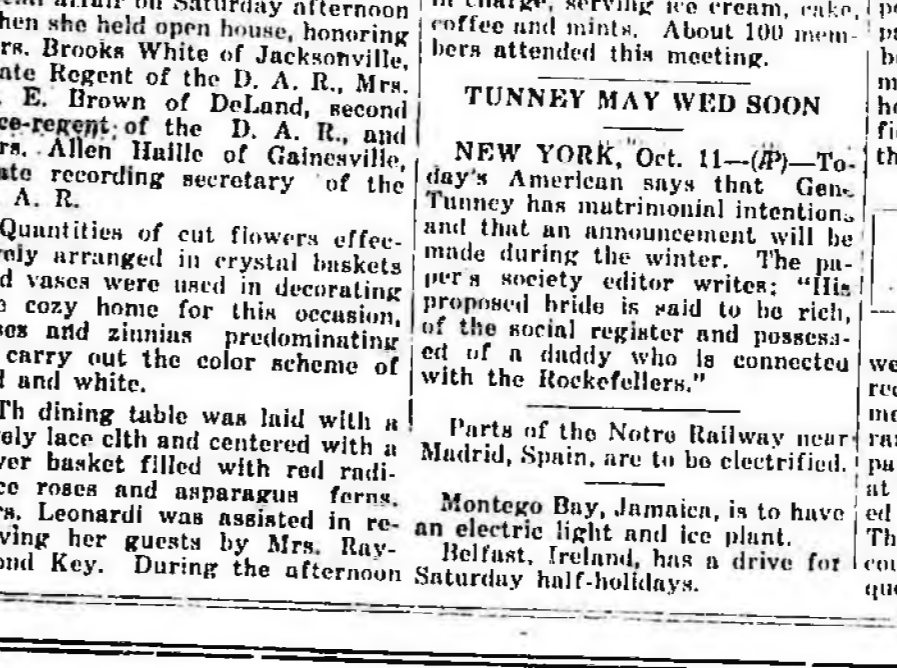 affair on Saturday afternoon
hen she held open house, honoring
rs. Brooks White of Jacksonville,
ate Regent of the D. A. R., Mrs.
. E. Brown of DeLand, second
ce-regent of the D. A. R., and
rs. Allen Haille of Gainesville,
ate recording secretary of the
A. R.
Quantities of cut flowers effec-
ely arranged in crystal baskets
d vases were used in decorating
e cozy home for this occasion,
ses and zinnias predominating
carry out the color scheme of
d and white.
Th dining table was laid with a
ely lace clth and centered with a
ver basket filled with red radi-
ce roses and asparagus ferns.
rs. Leonardi was assisted in re-
ving her guests by Mrs. Ray-
ond Key. During the afternoon
in charge, serving ice cream, cake,
coffee and mints. About 100 mem-
bers attended this meeting.
TUNNEY MAY WED SOON
NEW YORK, Oct. 11—(AP)—To-
day's American says that Gene
Tunney has matrimonial intentions
and that an announcement will be
made during the winter. The pa-
per's society editor writes: "His
proposed bride is said to be rich,
of the social register and possess-
ed of a daddy who is connected
with the Rockefellers."
Parts of the Notre Railway near
Madrid, Spain, are to be electrified.
Montego Bay, Jamaica, is to have
an electric light and ice plant.
Belfast, Ireland, has a drive for
Saturday half-holidays.
th
we
rec
ra
pa
at
ed
Th
cou
que